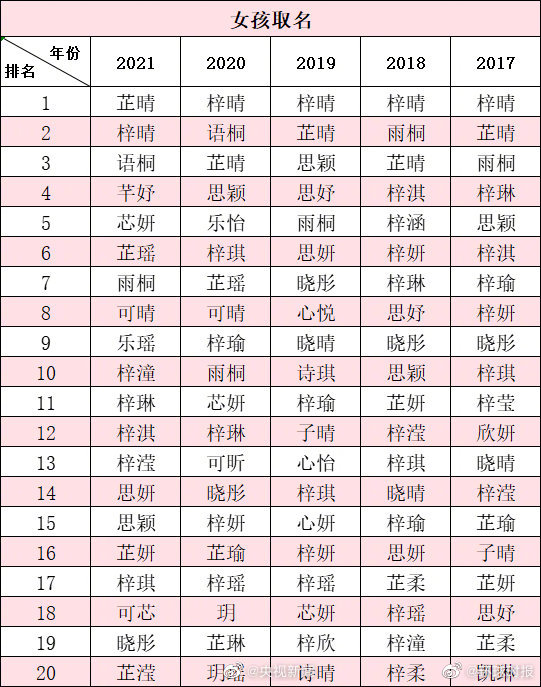 女孩取名
年份
排名
2021 2020 2019 2018 2017
1 芷晴 梓晴 梓晴 梓晴 梓晴
2 梓晴 语桐 芷晴 雨桐 芷晴
3 语桐 芷晴 思颖 芷晴 雨桐
4 芊妤 思颖 思妤 梓淇 梓琳
5 芯妍 乐怡 雨桐 梓涵 思颖
6 芷瑶 梓琪 思妍 梓妍 梓淇
7 雨桐 芷瑶 晓彤 梓琳 梓瑜
8 可晴 可晴 心悦 思妤 梓妍
9 乐瑶 梓瑜 晓晴 晓彤 晓彤
10 梓潼 雨桐 诗琪 思颖 梓琪
11 梓琳 芯妍 梓瑜 芷妍 梓莹
12 梓淇 梓琳 子晴 梓滢 欣妍
13 梓滢 可昕 心怡 梓琪 晓晴
14 思妍 晓彤 梓琪 晓晴 梓滢
15 思颖 梓妍 心妍 梓瑜 芷瑜
16 芷妍 芷瑜 梓妍 思妍 子晴
17 梓琪 梓瑶 梓瑶 芷柔 芷妍
18 可芯 玥 芯妍 梓瑶 思妤
19 晓彤 芷琳 梓欣 梓潼 芷柔
20 芷滢 玥瑶 晴 梓柔 琳
@央视新闻